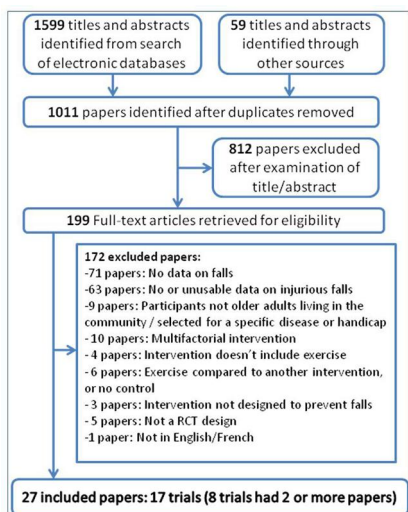 1599 titles and abstracts
identified from search
of electronic databases
59 titles and abstracts
identified through
other sources
1011 papers identified after duplicates removed
812 papers excluded
after examination of
title/abstract
199 Full-text articles retrieved for eligibility
172 excluded papers:
-71 papers: No data on falls
-63 papers: No or unusable data on injurious falls
-9 papers: Participants not older adults living in the
community / selected for a specific disease or handicap
- 10 papers: Multifactorial intervention
- 4 papers: Intervention doesn't include exercise
- 6 papers: Exercise compared to another intervention,
or no control
- 3 papers: Intervention not designed to prevent falls
- 5 papers: Not a RCT design
-1 paper: Not in English/French
27 included papers: 17 trials (8 trials had 2 or more papers)